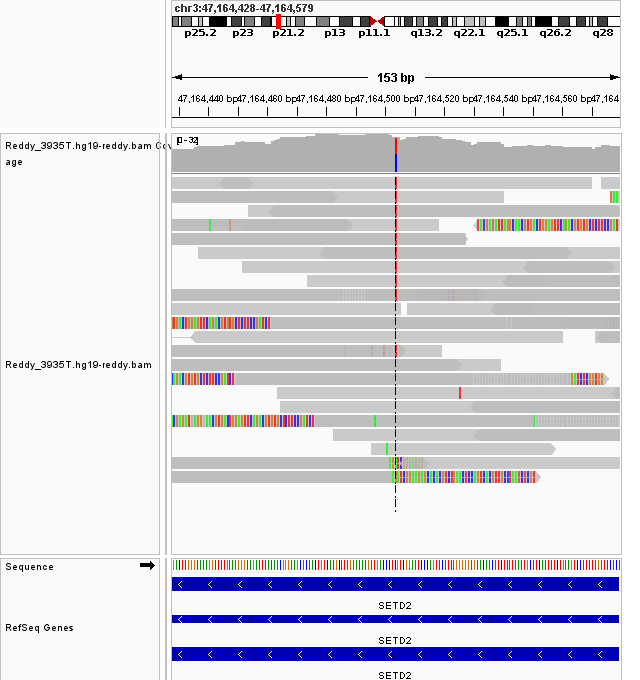 chr3:47,164,428-47,164,579
p25.2 p23 p21.2 p13 p11.1 q13.2 q22.1 q25.1 q26.2 q28
153 bp
47,164,440 bp 47,164,460 bp 47,164,480 bp 47,164,500 bp 47,164,520 bp 47,164,540 bp 47,164,560 bp 47,164
Reddy_3935T.hg19-reddy.bam Cov
age
[0-32]
Reddy_3935T.hg19-reddy.bam
Sequence
SETD2
RefSeq Genes
SETD2
SETD2